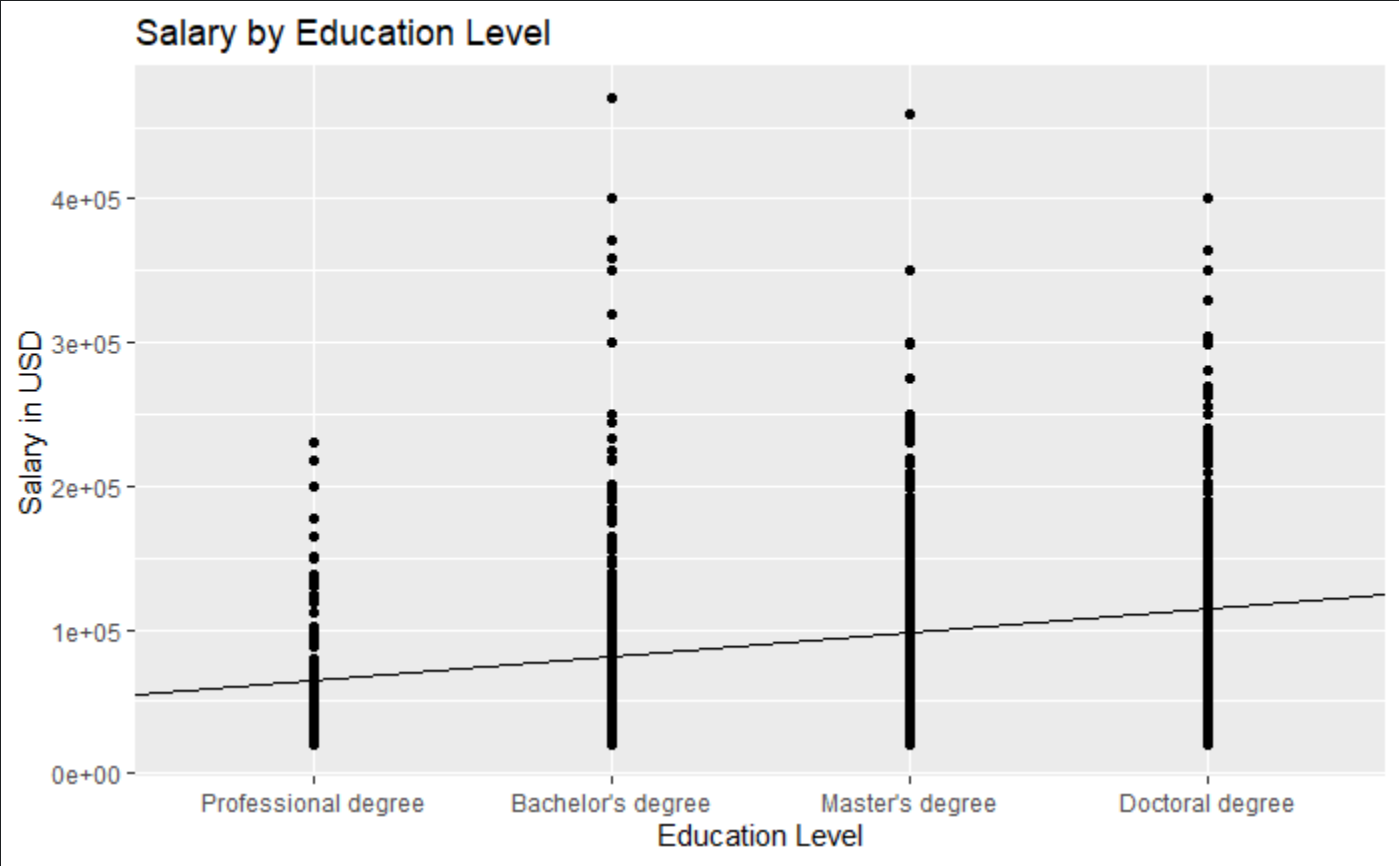 Salary by Education Level
Salary in USD
4e+05
3e+05
2e+05
1e+05
0e+00
Professional degree
Bachelor's degree
Master's degree
Doctoral degree
Education Level